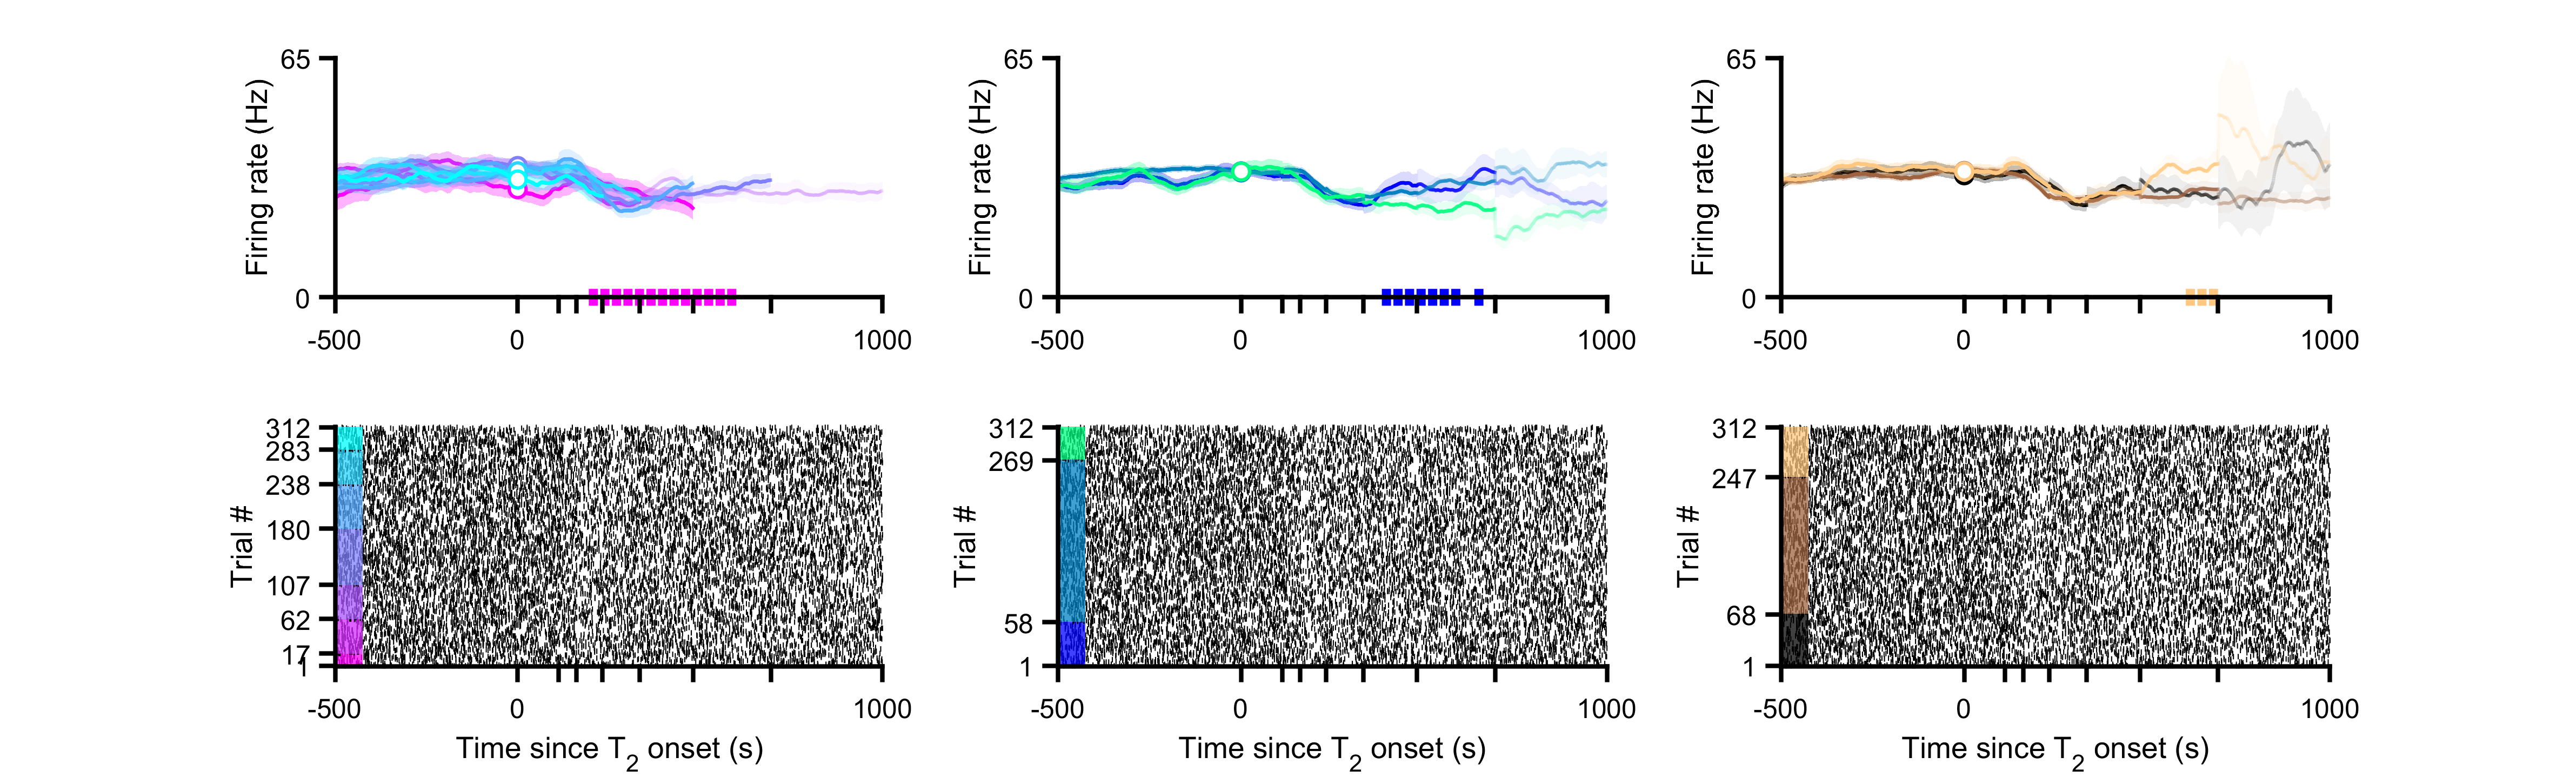 65
Firing rate (Hz)
0
-500 0 1000
65
Firing rate (Hz)
0
-500 0 1000
65
Firing rate (Hz)
0
-500 0 1000
312
283
238
180
107
62
17
1
Trial #
-500 0 1000
Time since T2 onset (s)
312
269
58
1
Trial #
-500 0 1000
Time since T2 onset (s)
312
247
68
1
Trial #
-500 0 1000
Time since T2 onset (s)